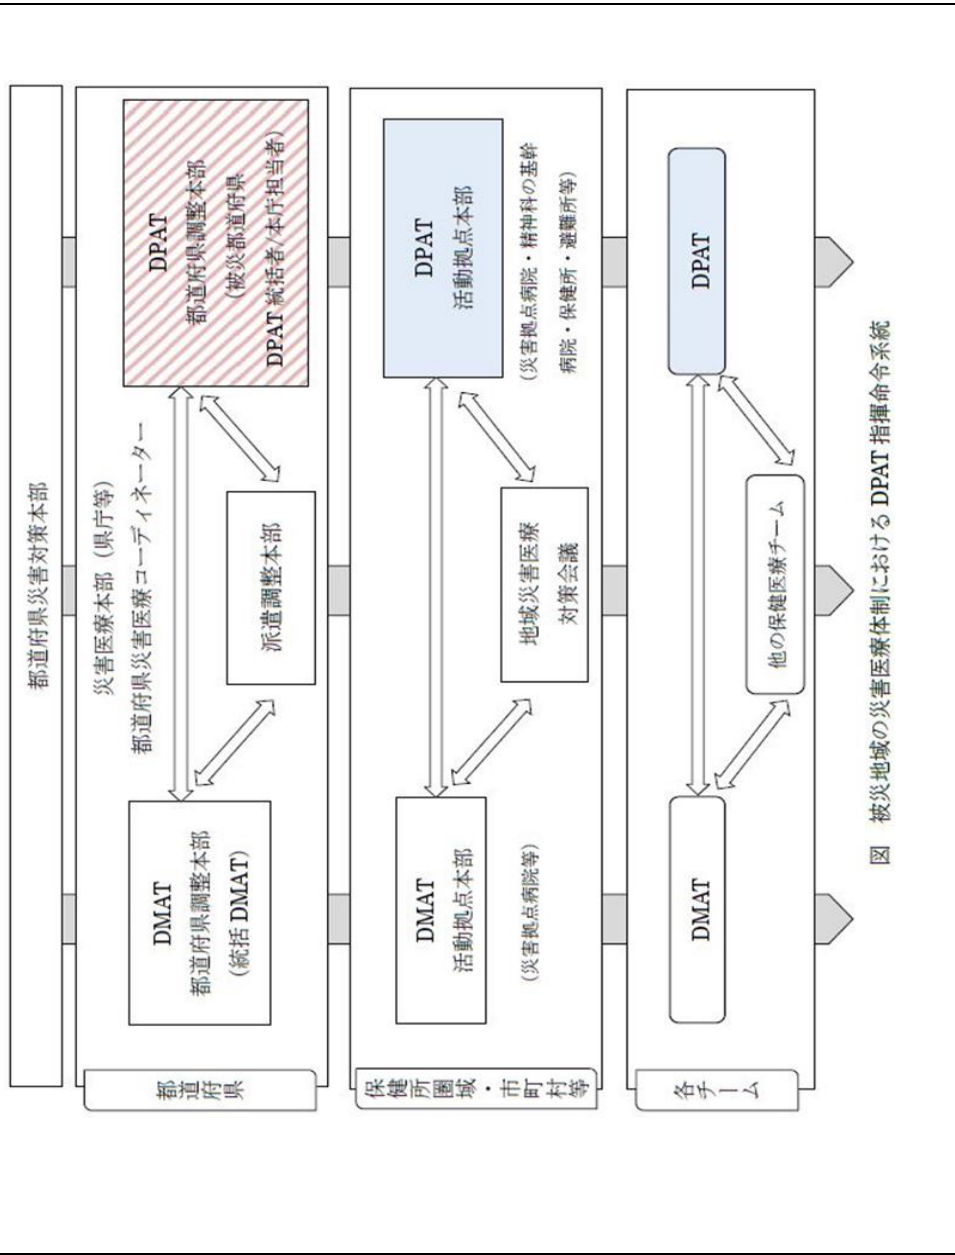 都道府県災害対策本部
都道府県
災害医療本部（県庁等）
都道府県災害医療コーディネーター
DMAT
都道府県調整本部
（統括 DMAT）
派遣調整本部
DPAT
都道府県調整本部
（被災都道府県
DPAT 統括者/本庁担当者）
保健所圏域・市町村等
DMAT
活動拠点本部
（災害拠点病院等）
地域災害医療
対策会議
DPAT
活動拠点本部
（災害拠点病院・精神科の基幹
病院・保健所・避難所等）
各チーム
DMAT
他の保健医療チーム
DPAT
図　被災地域の災害医療体制における DPAT 指揮命令系統